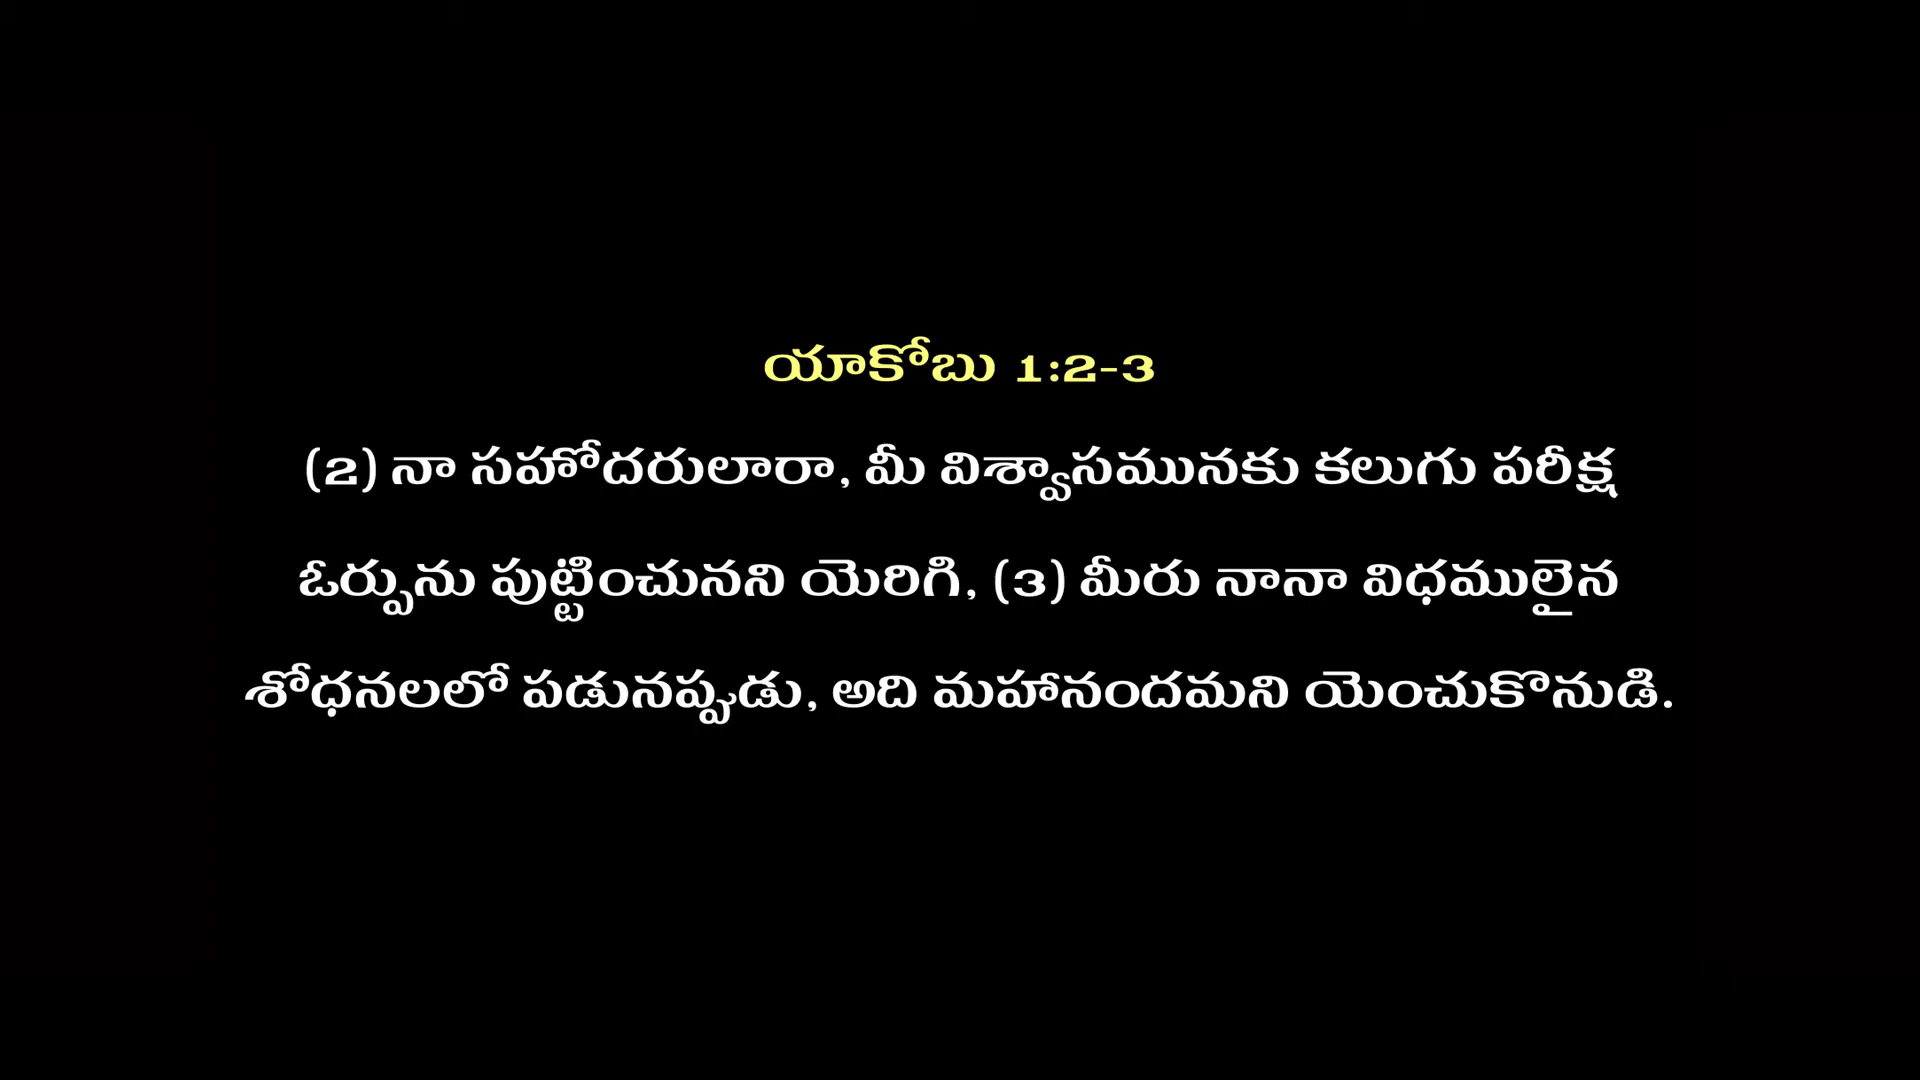 యాకోబు 1:2-3
(2) నా సహోదరులారా, మీ విశ్వాసమునకు కలుగు పరీక్ష
ఓర్పును పుట్టించునని యెరిగి, (3) మీరు నానా విధములైన
శోధనలలో పడునప్పుడు, అది మహానందమని యెంచుకొనుడి.